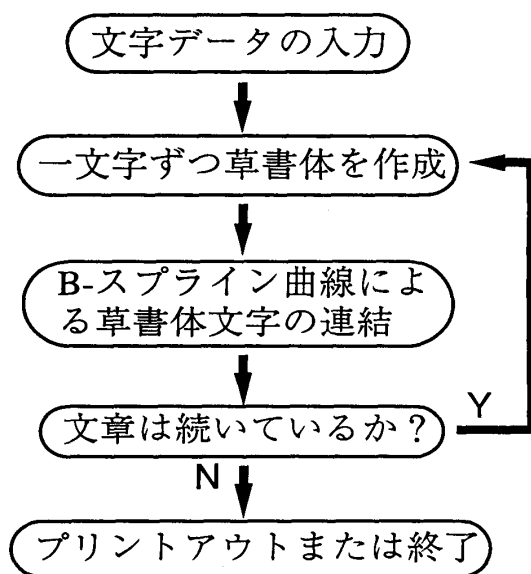 文字データの入力
一文字ずつ草書体を作成
B-スプライン曲線によ
る草書体文字の連結
文章は続いているか？
Y
N
プリントアウトまたは終了